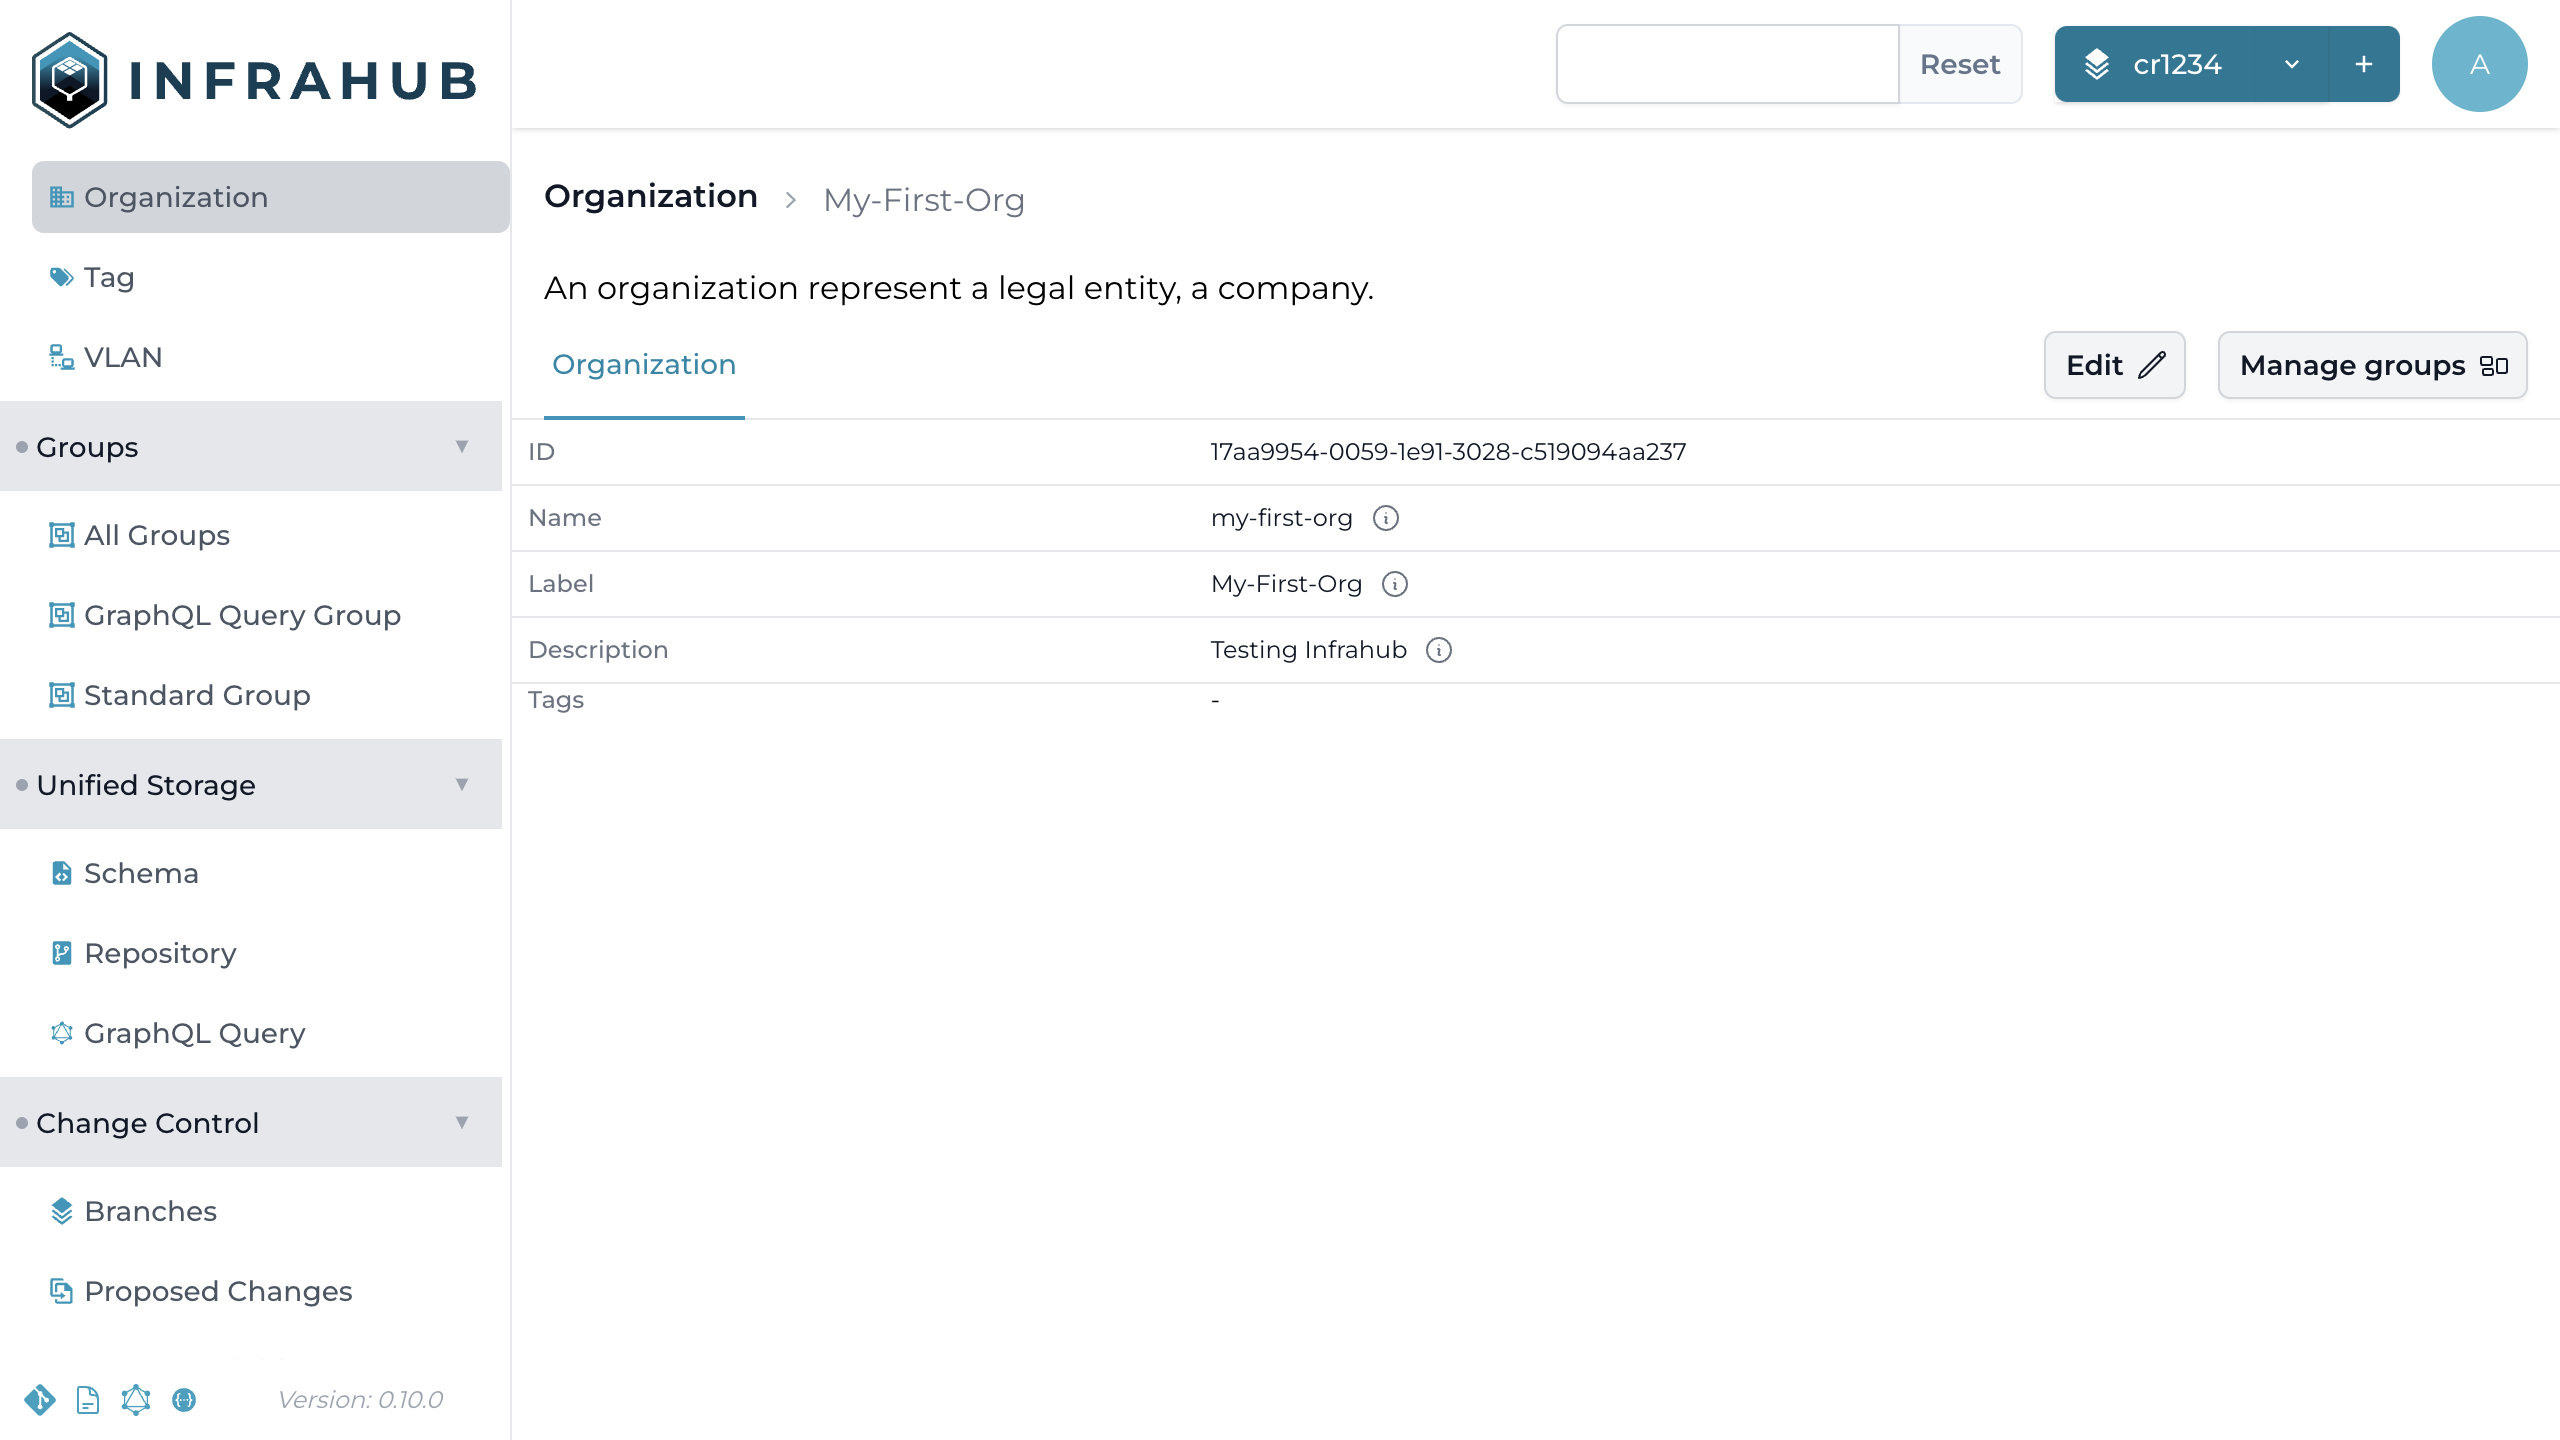 INFRAHUB
Reset
cr1234
+
A
Organization
Tag
VLAN
Groups
All Groups
GraphQL Query Group
Standard Group
Unified Storage
Schema
Repository
GraphQL Query
Change Control
Branches
Proposed Changes
Version: 0.10.0
Organization > My-First-Org
An organization represent a legal entity, a company.
Organization
Edit
Manage groups
ID 17aa9954-0059-1e91-3028-c519094aa237
Name my-first-org
Label My-First-Org
Description Testing Infrahub
Tags -